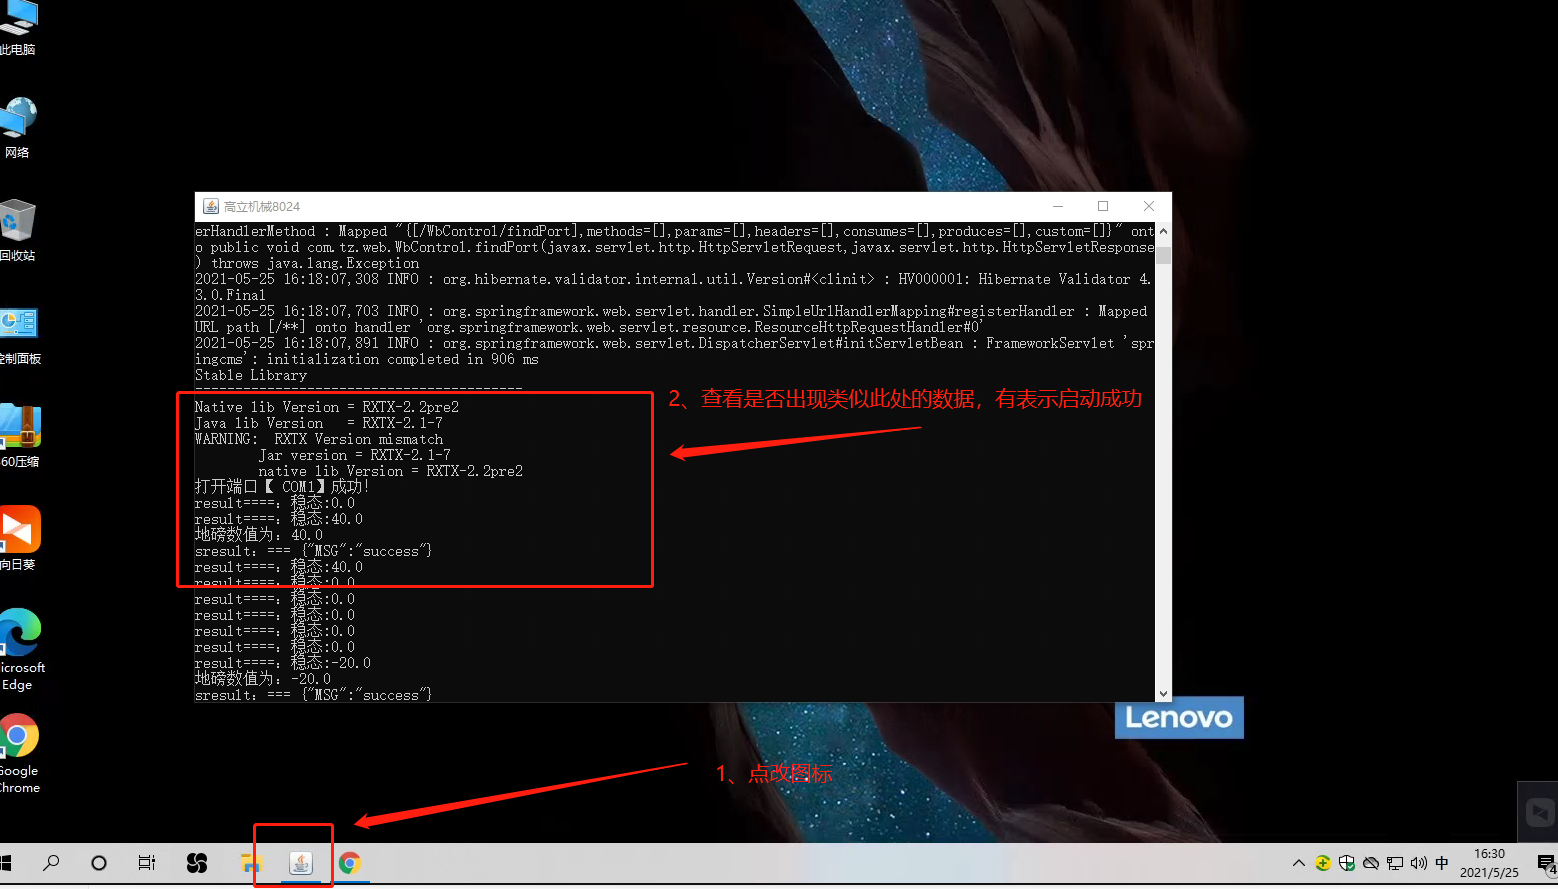 此电脑
网络
回收站
控制面板
360压缩
向日葵
Microsoft
Edge
Google
Chrome
高立机械8024
erHandlerMethod : Mapped "{[/WbControl/findPort],methods=[],params=[],headers=[],consumes=[],produces=[],custom=[]}" ont
o public void com.tz.web.WbControl.findPort(javax.servlet.http.HttpServletRequest,javax.servlet.http.HttpServletResponse
) throws java.lang.Exception
2021-05-25 16:18:07,308 INFO : org.hibernate.validator.internal.util.Version#<clinit> : HV000001: Hibernate Validator 4.
3.0.Final
2021-05-25 16:18:07,703 INFO : org.springframework.web.servlet.handler.SimpleUrlHandlerMapping#registerHandler : Mapped
URL path [/**] onto handler 'org.springframework.web.servlet.resource.ResourceHttpRequestHandler#0'
2021-05-25 16:18:07,891 INFO : org.springframework.web.servlet.DispatcherServlet#initServletBean : FrameworkServlet 'spr
ingcms': initialization completed in 906 ms
Stable Library
=========================================
Native lib Version = RXTX-2.2pre2
Java lib Version   = RXTX-2.1-7
WARNING:  RXTX Version mismatch
        Jar version = RXTX-2.1-7
        native lib Version = RXTX-2.2pre2
打开端口【 COM1】成功!
result====: 稳态:0.0
result====: 稳态:40.0
地磅数值为: 40.0
sresult: === {"MSG":"success"}
result====: 稳态:40.0
result====: 稳态:0.0
result====: 稳态:0.0
result====: 稳态:0.0
result====: 稳态:0.0
result====: 稳态:0.0
result====: 稳态:-20.0
地磅数值为: -20.0
sresult: === {"MSG":"success"}
2、查看是否出现类似此处的数据，有表示启动成功
Lenovo
1、点改图标
中
16:30
2021/5/25
4